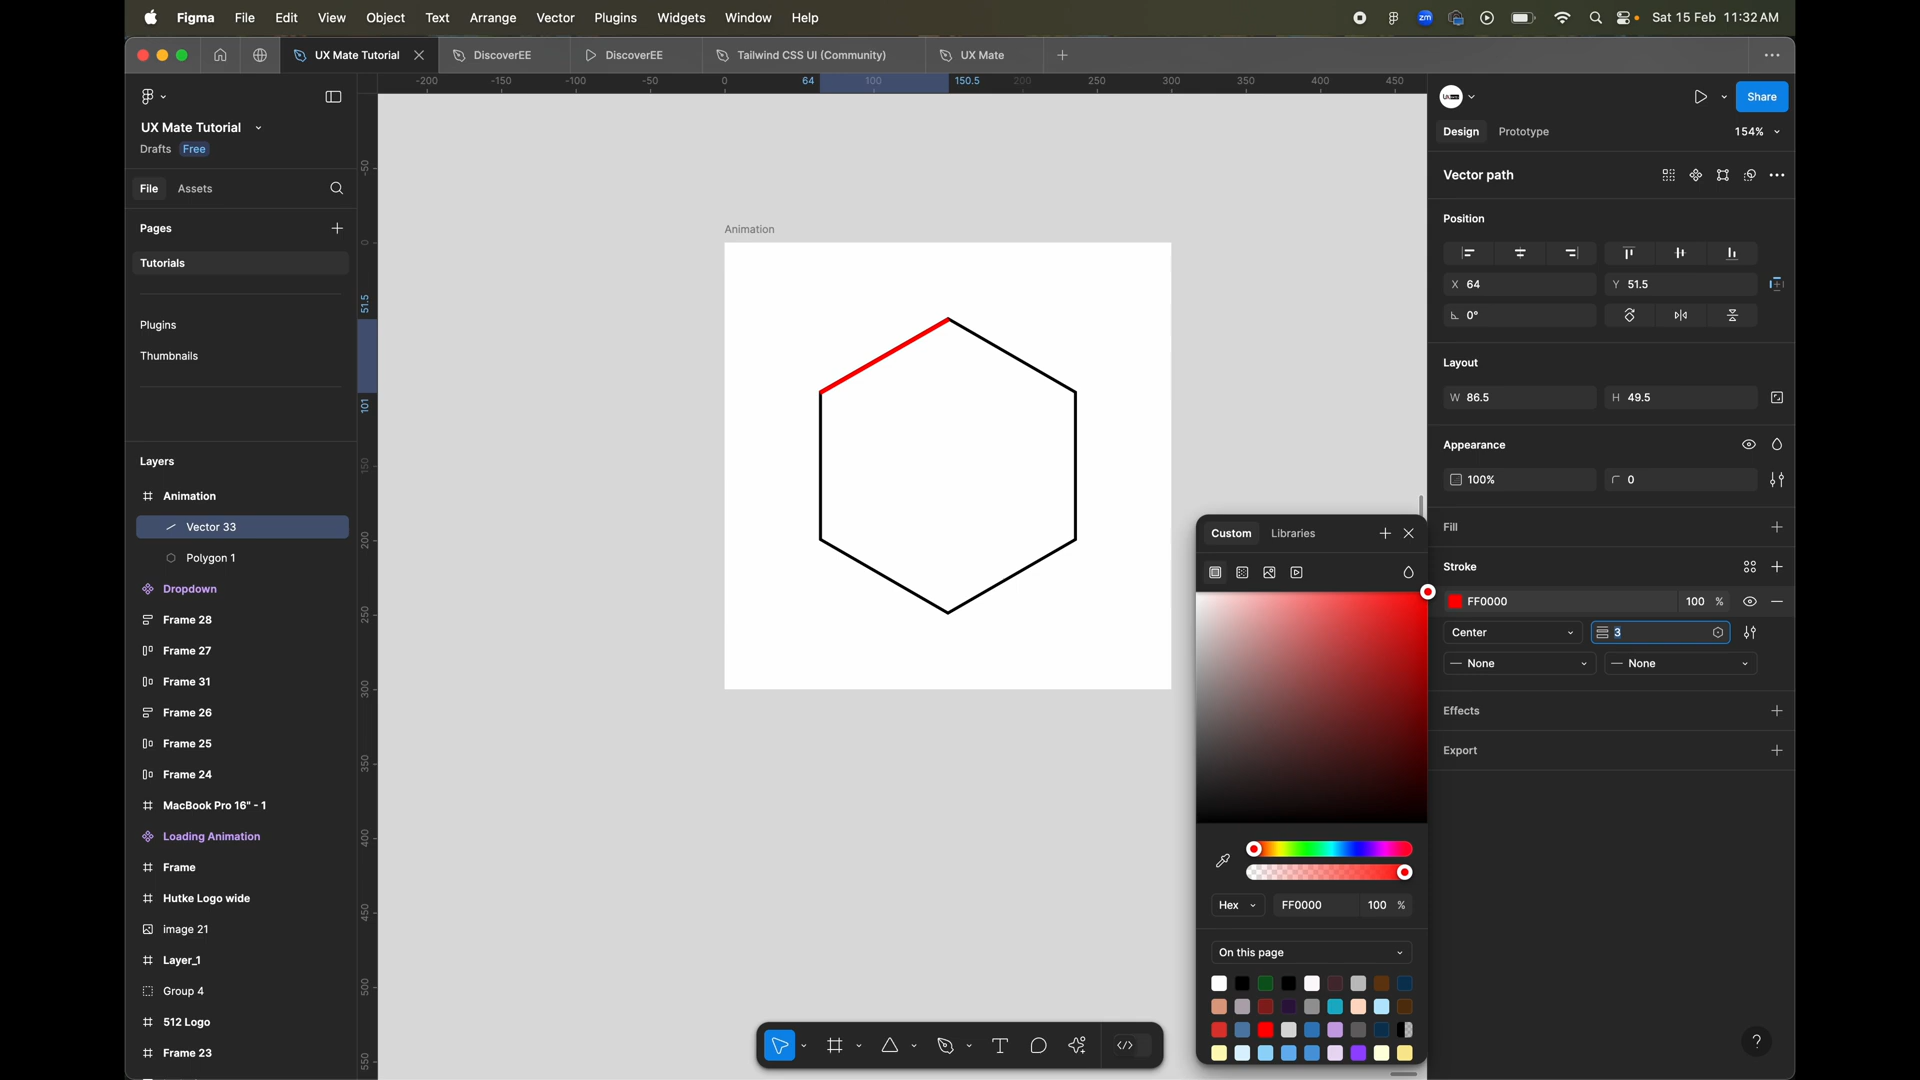 Figma File Edit View Object Text Arrange Vector Plugins Widgets Window Help
zm Sat 15 Feb 11:32 AM
UX Mate Tutorial DiscoverEE DiscoverEE Tailwind CSS UI (Community) UX Mate
-200 -150 -100 -50 0 64 100 150.5 200 250 300 350 400 450
UX Mate Tutorial
Drafts Free
File Assets
Pages
Tutorials
Plugins
Thumbnails
Layers
Animation
Vector 33
Polygon 1
Dropdown
Frame 28
Frame 27
Frame 31
Frame 26
Frame 25
Frame 24
MacBook Pro 16" - 1
Loading Animation
Frame
Hutke Logo wide
image 21
Layer_1
Group 4
512 Logo
Frame 23
-50
0
51.5
101
150
200
250
300
350
400
450
500
550
Animation
Custom Libraries
Hex FF0000 100 %
On this page
Share
Design Prototype 154%
Vector path
Position
X 64 Y 51.5
0°
Layout
W 86.5 H 49.5
Appearance
100% 0
Fill
Stroke
FF0000 100 %
Center 3
None None
Effects
Export
?